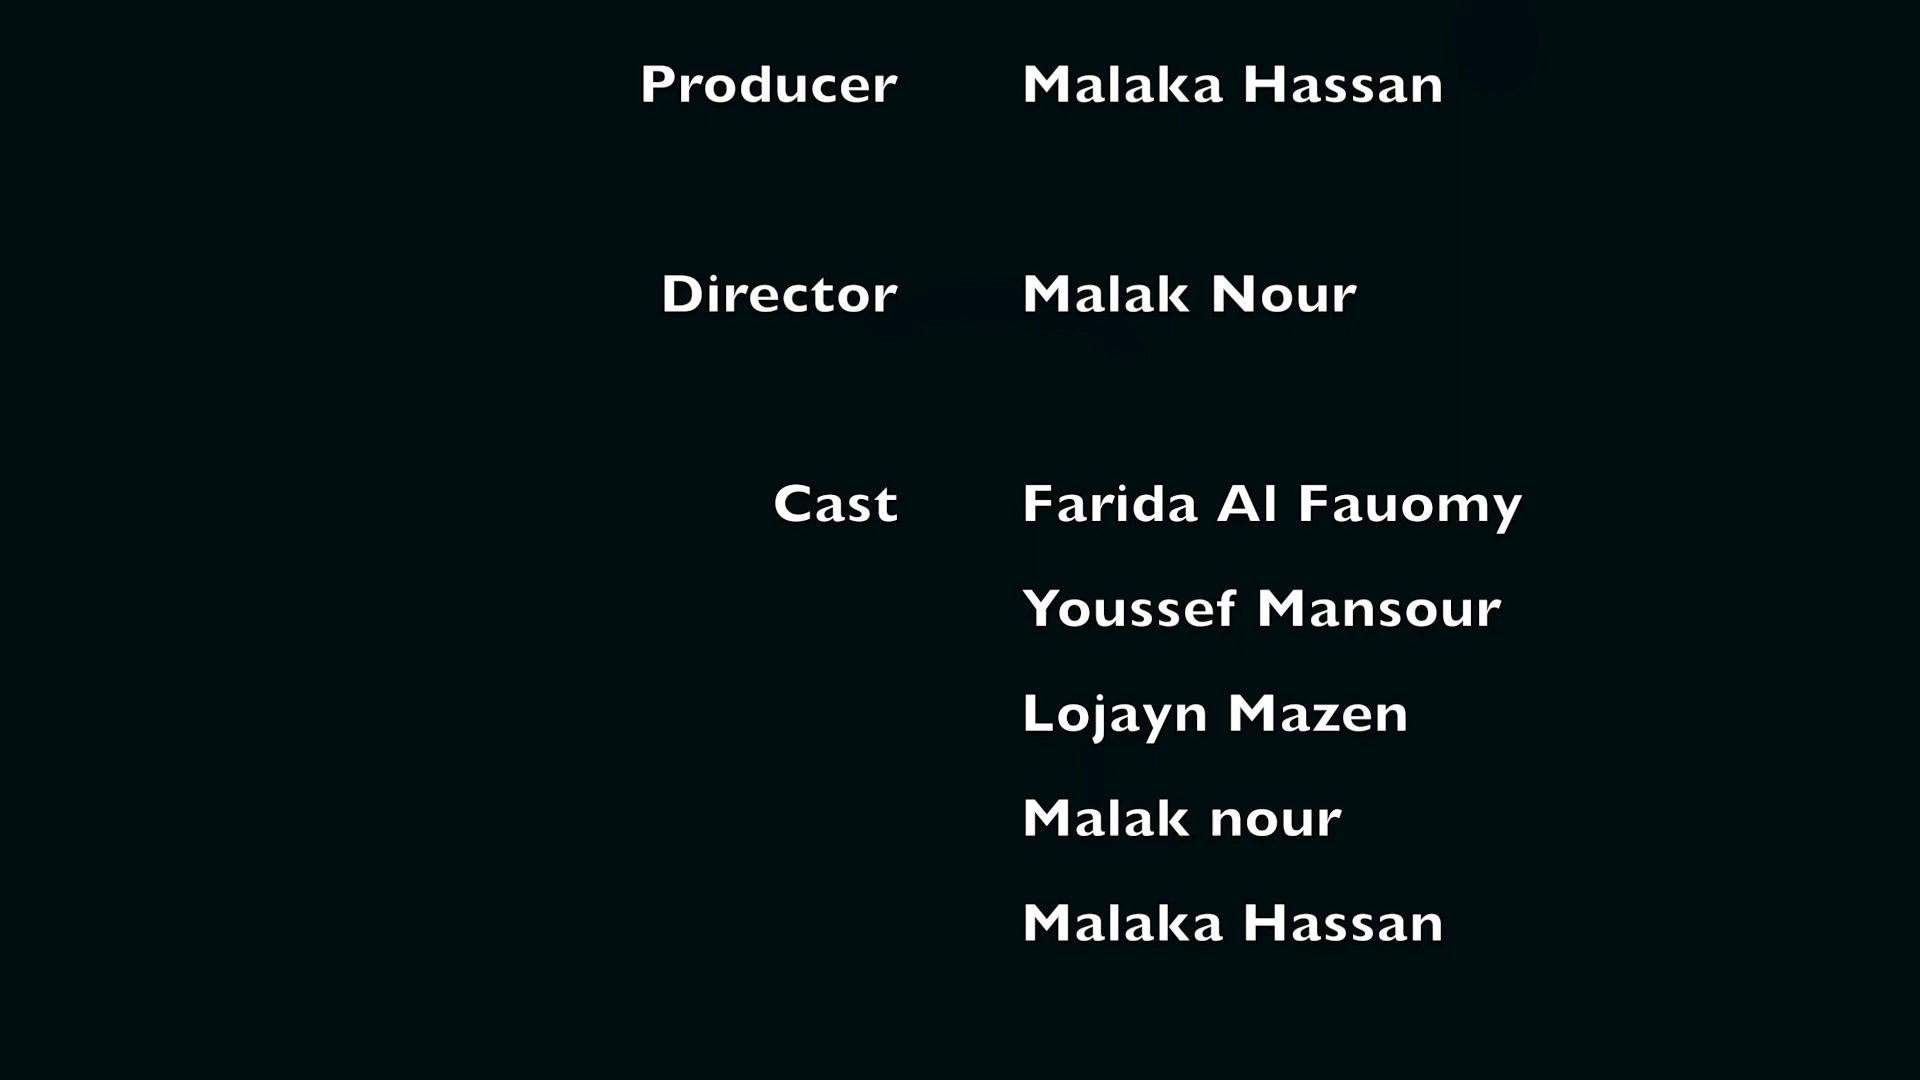 Producer Malaka Hassan
Director Malak Nour
Cast Farida Al Fauomy
Youssef Mansour
Lojayn Mazen
Malak nour
Malaka Hassan